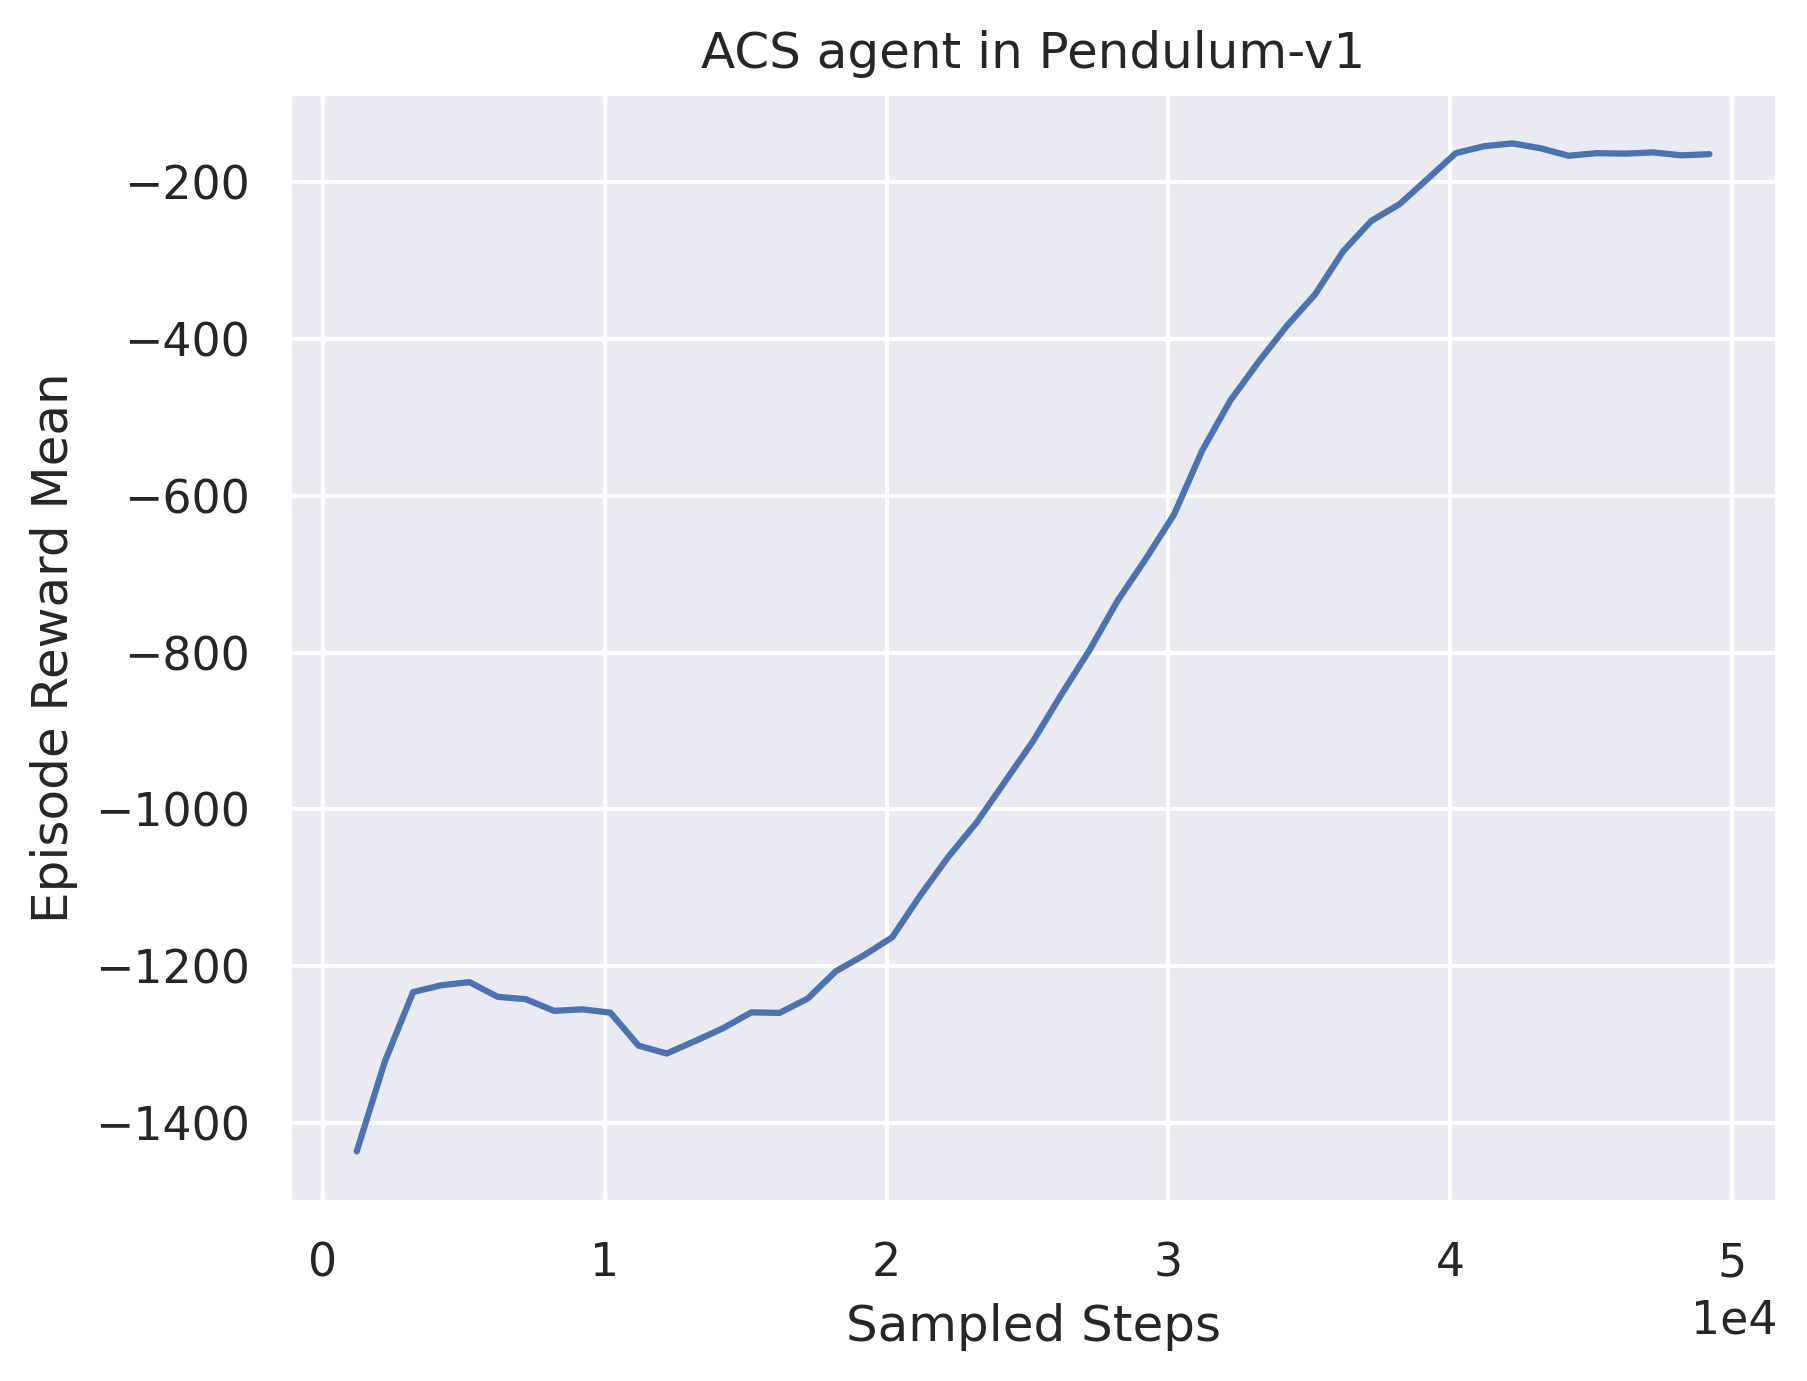 ACS agent in Pendulum-v1
Episode Reward Mean
−200
−400
−600
−800
−1000
−1200
−1400
0 1 2 3 4 5
1e4
Sampled Steps